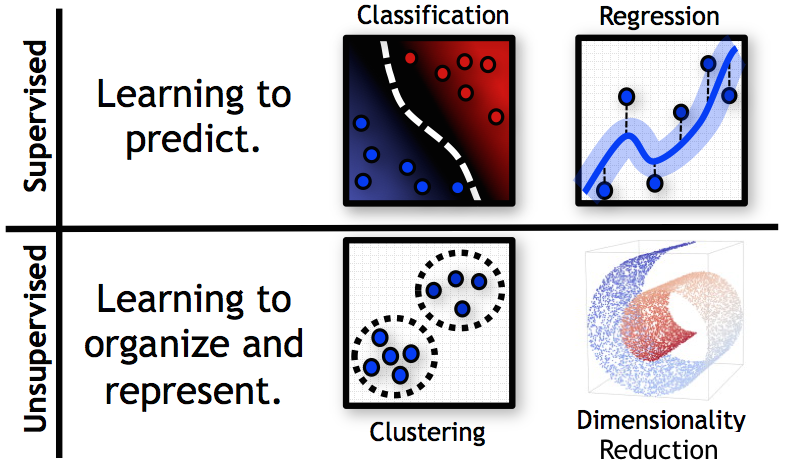 Classification
Regression
Supervised
Learning to
predict.
Unsupervised
Learning to
organize and
represent.
Clustering
Dimensionality
Reduction